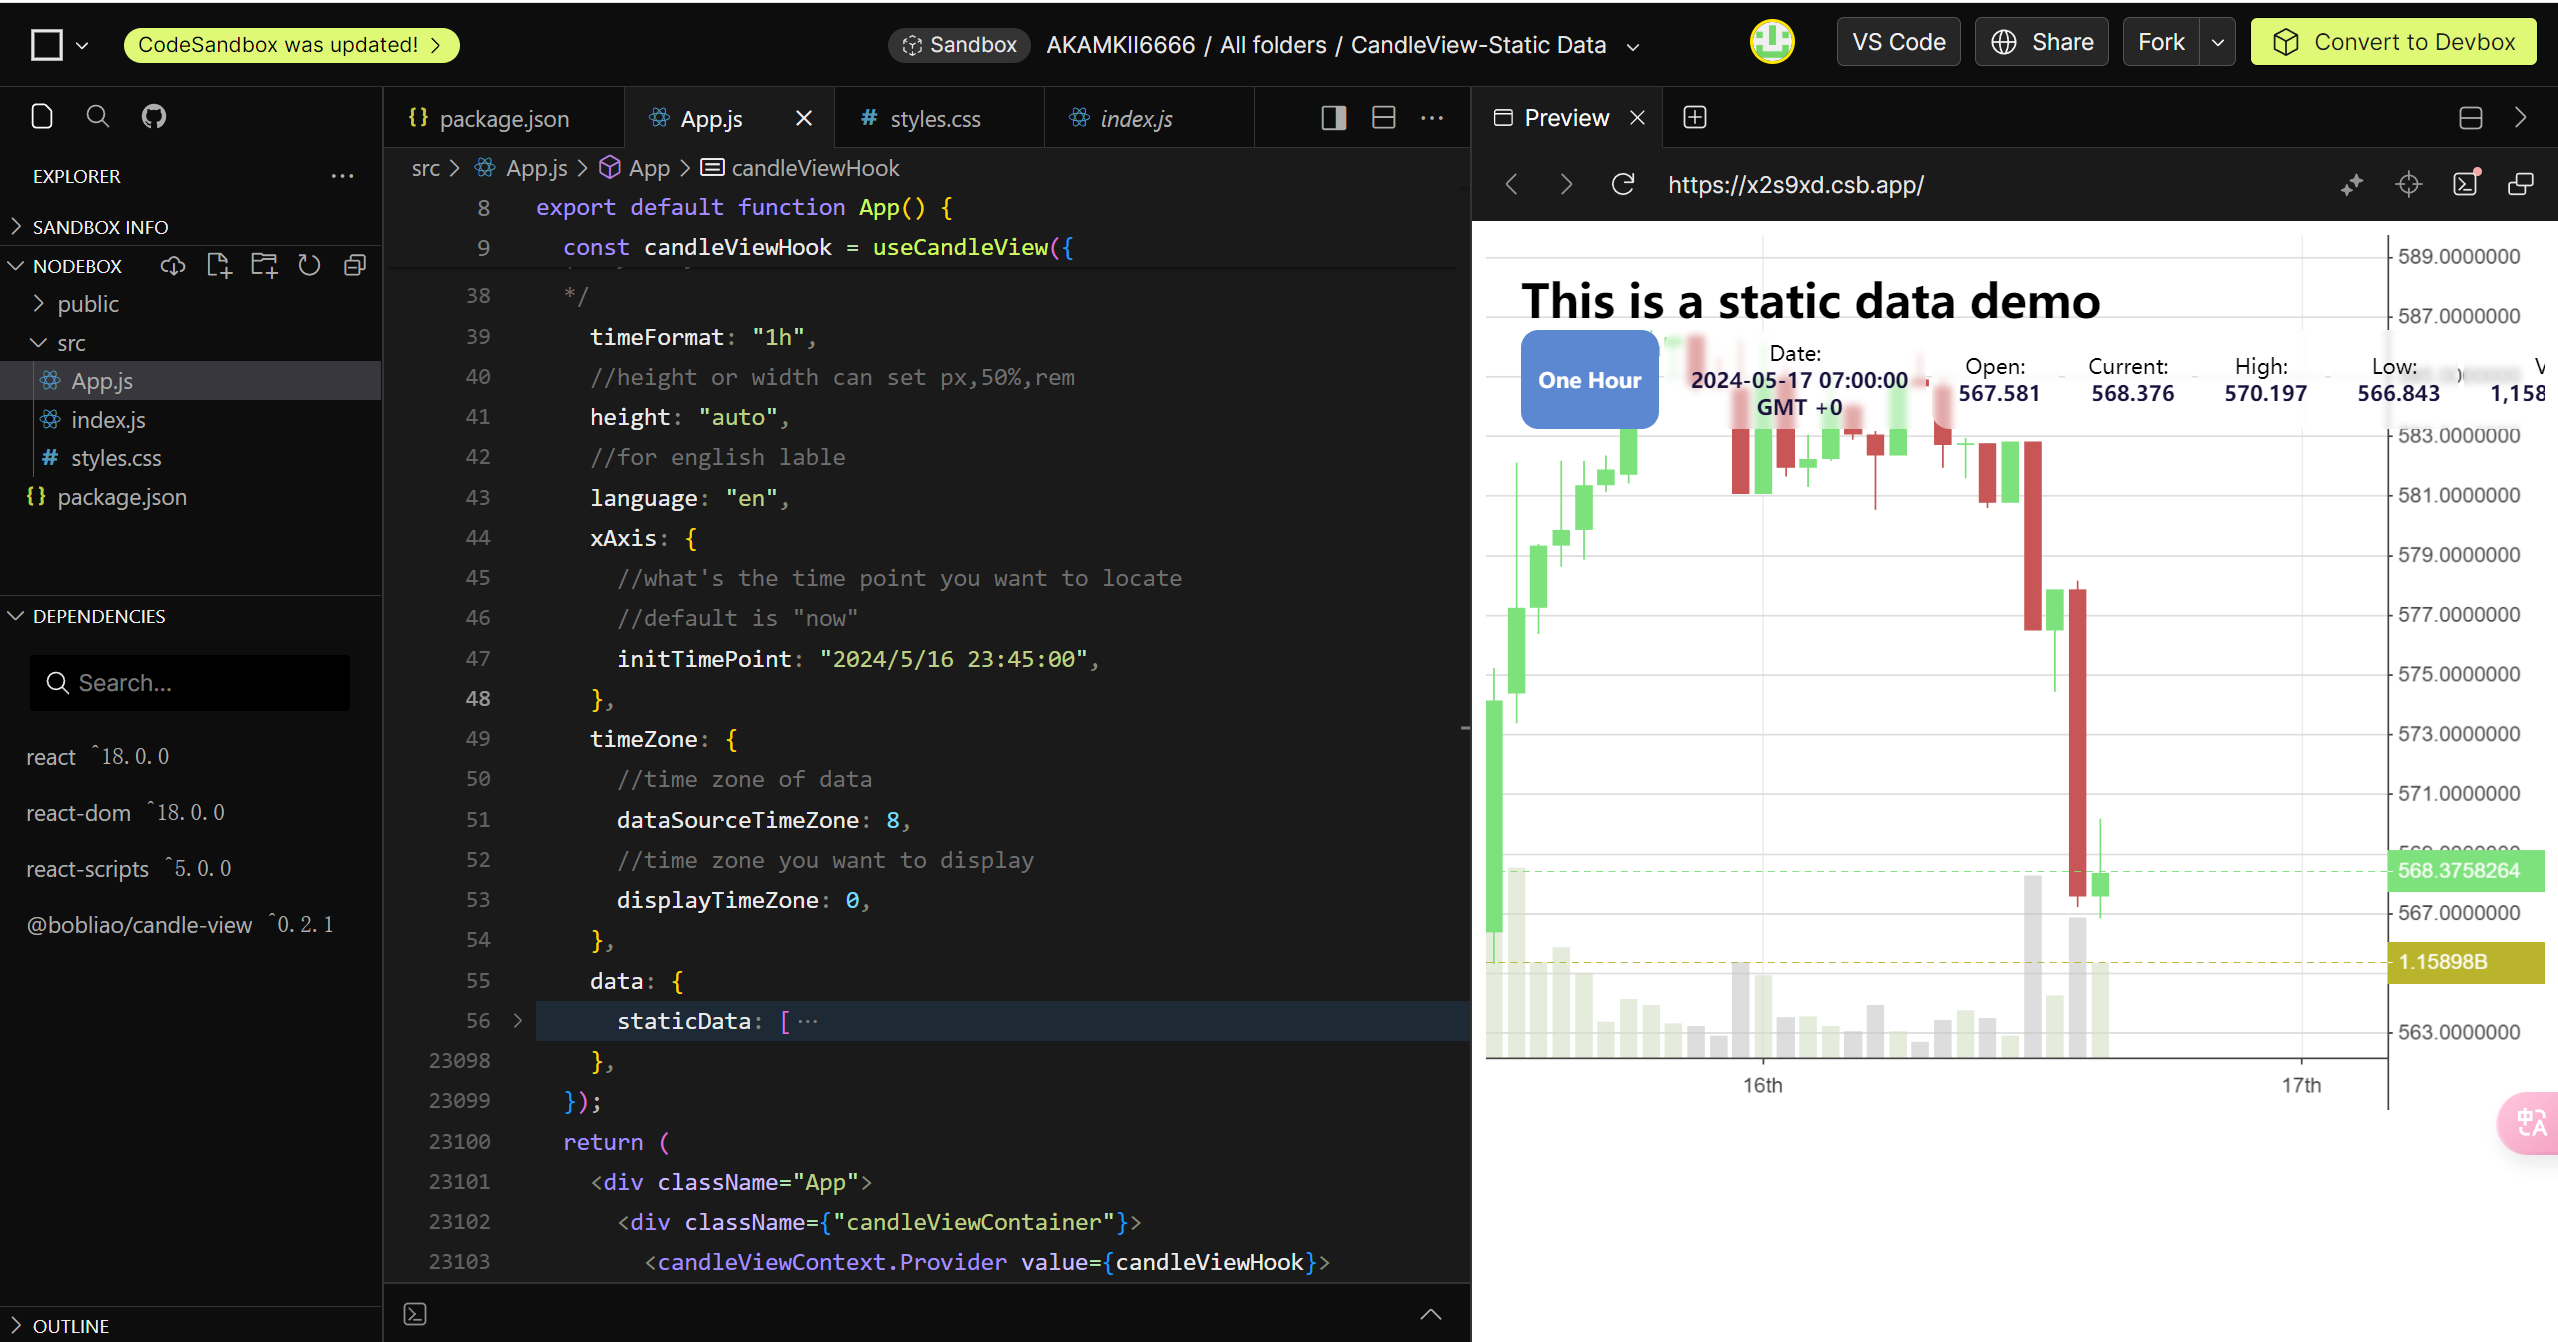 CodeSandbox was updated!
Sandbox AKAMKII6666 / All folders / CandleView-Static Data
VS Code
Share
Fork
Convert to Devbox
EXPLORER
SANDBOX INFO
NODEBOX
public
src
App.js
index.js
styles.css
package.json
DEPENDENCIES
Search...
react ^18.0.0
react-dom ^18.0.0
react-scripts ^5.0.0
@bobliao/candle-view ^0.2.1
OUTLINE
package.json
App.js
styles.css
index.js
src > App.js > App > candleViewHook
8 export default function App() {
9 const candleViewHook = useCandleView({
38 */
39 timeFormat: "1h",
40 //height or width can set px,50%,rem
41 height: "auto",
42 //for english lable
43 language: "en",
44 xAxis: {
45 //what's the time point you want to locate
46 //default is "now"
47 initTimePoint: "2024/5/16 23:45:00",
48 },
49 timeZone: {
50 //time zone of data
51 dataSourceTimeZone: 8,
52 //time zone you want to display
53 displayTimeZone: 0,
54 },
55 data: {
56 staticData: [ ···
23098 },
23099 });
23100 return (
23101 <div className="App">
23102 <div className={"candleViewContainer"}>
23103 <candleViewContext.Provider value={candleViewHook}>
Preview
https://x2s9xd.csb.app/
This is a static data demo
One Hour
Date:
2024-05-17 07:00:00
GMT +0
Open:
567.581
Current:
568.376
High:
570.197
Low:
566.843
1,158
589.0000000
587.0000000
583.0000000
581.0000000
579.0000000
577.0000000
575.0000000
573.0000000
571.0000000
568.3758264
567.0000000
1.15898B
563.0000000
16th
17th
中A